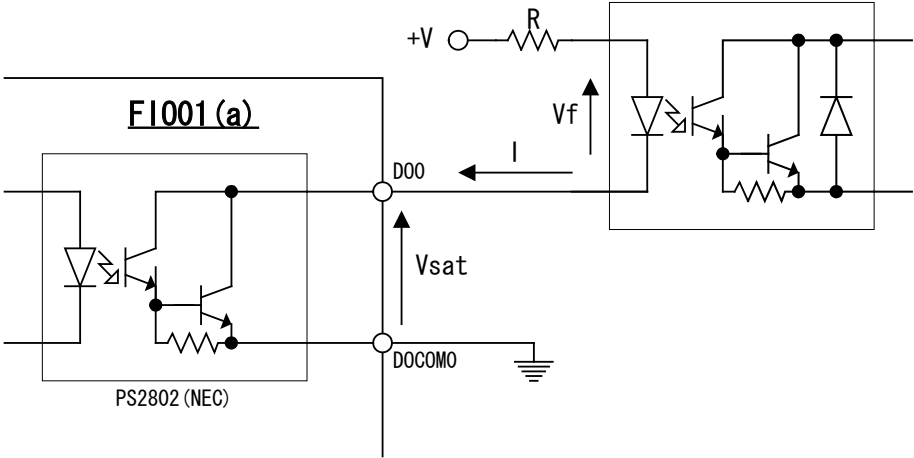 R
+V
FI001(a)
Vf
I
DO0
Vsat
DOCOM0
PS2802(NEC)